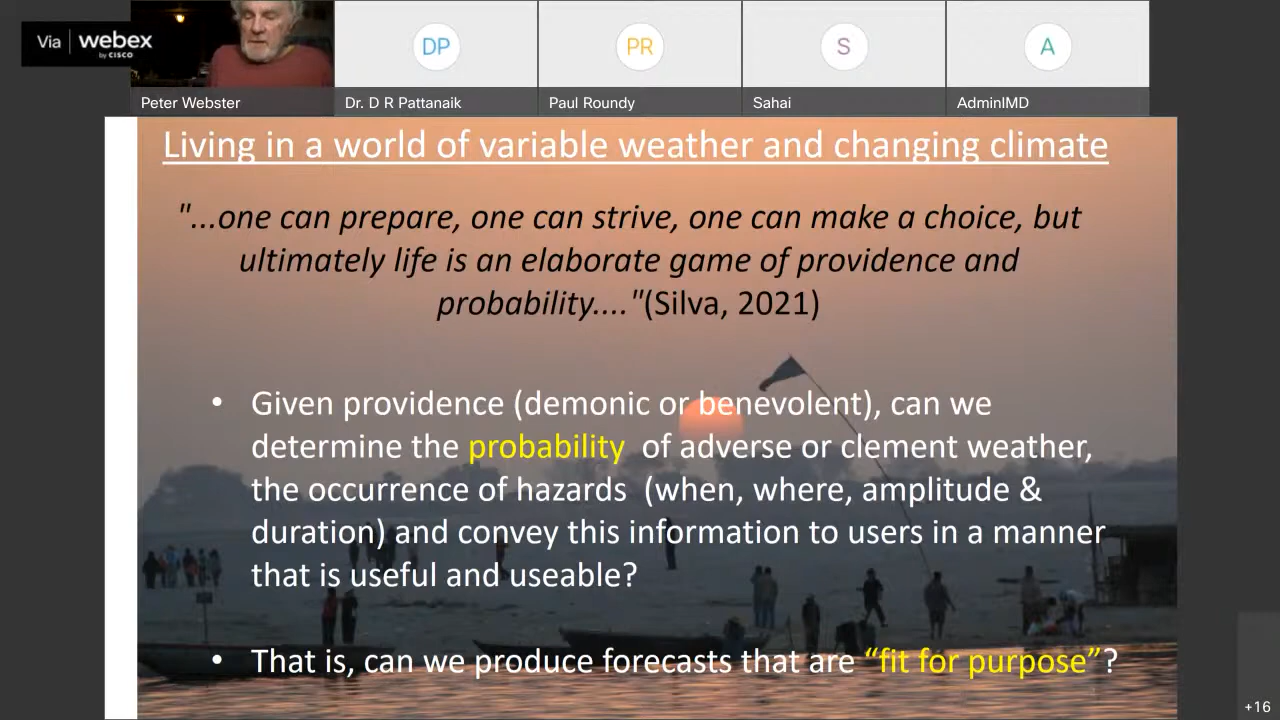 Via webex
by CISCO
DP
PR
S
A
Peter Webster
Dr. D R Pattanaik
Paul Roundy
Sahai
AdminIMD
Living in a world of variable weather and changing climate
"...one can prepare, one can strive, one can make a choice, but
ultimately life is an elaborate game of providence and
probability...."(Silva, 2021)
• Given providence (demonic or benevolent), can we
determine the probability of adverse or clement weather,
the occurrence of hazards (when, where, amplitude &
duration) and convey this information to users in a manner
that is useful and useable?
• That is, can we produce forecasts that are “fit for purpose”?
+16